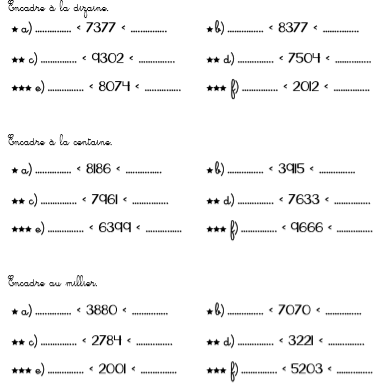 Encadre à la dizaine.
★ a) .............. < 7377 < .............. ★ b) .............. < 8377 < ..............
★★ c) .............. < 9302 < .............. ★★ d) .............. < 7504 < ..............
★★★ e) .............. < 8074 < .............. ★★★ f) .............. < 2012 < ..............
Encadre à la centaine.
★ a) .............. < 8186 < .............. ★ b) .............. < 3915 < ..............
★★ c) .............. < 7961 < .............. ★★ d) .............. < 7633 < ..............
★★★ e) .............. < 6399 < .............. ★★★ f) .............. < 9666 < ..............
Encadre au millier.
★ a) .............. < 3880 < .............. ★ b) .............. < 7070 < ..............
★★ c) .............. < 2784 < .............. ★★ d) .............. < 3221 < ..............
★★★ e) .............. < 2001 < .............. ★★★ f) .............. < 5203 < ..............